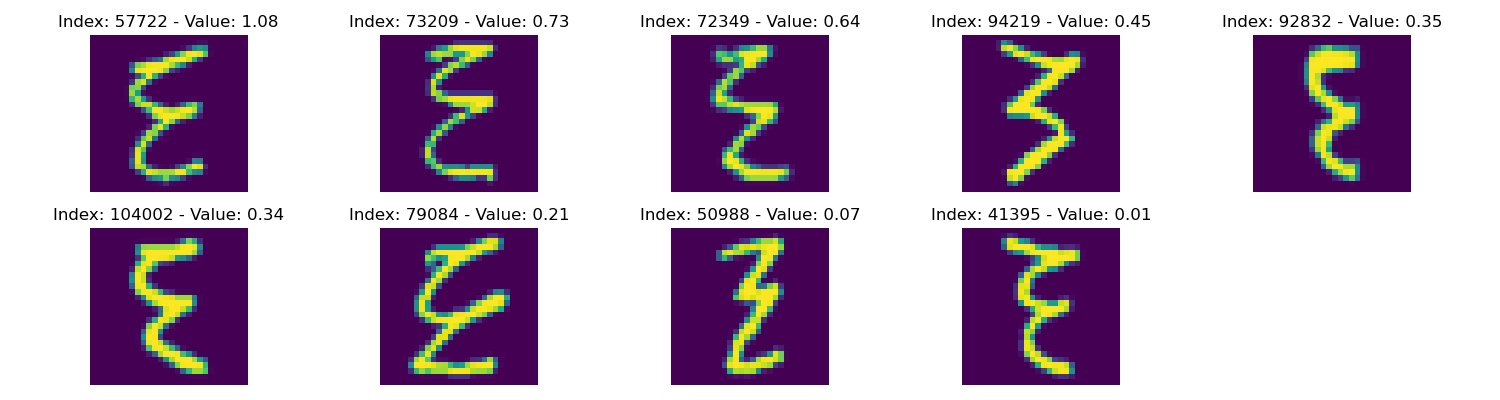 Index: 57722 - Value: 1.08
Index: 73209 - Value: 0.73
Index: 72349 - Value: 0.64
Index: 94219 - Value: 0.45
Index: 92832 - Value: 0.35
Index: 104002 - Value: 0.34
Index: 79084 - Value: 0.21
Index: 50988 - Value: 0.07
Index: 41395 - Value: 0.01